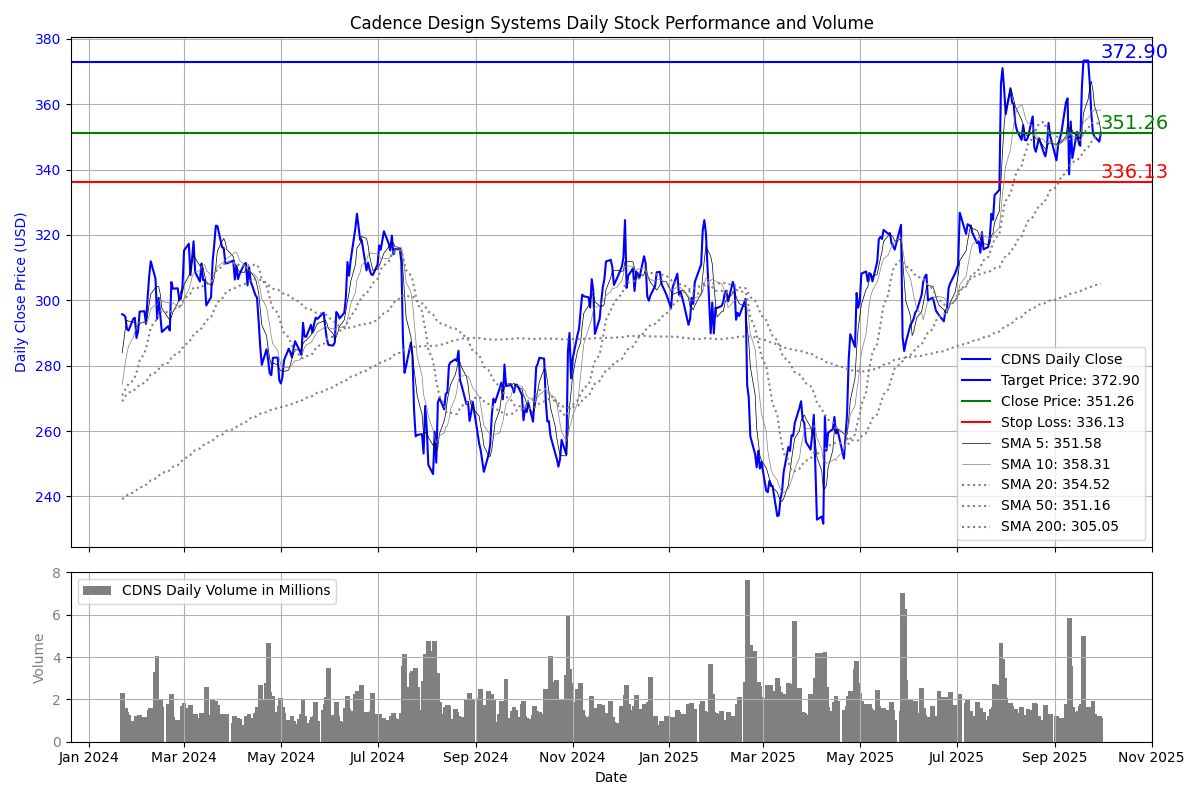 Cadence Design Systems Daily Stock Performance and Volume
Daily Close Price (USD)
380
360
340
320
300
280
260
240
372.90
351.26
336.13
CDNS Daily Close
Target Price: 372.90
Close Price: 351.26
Stop Loss: 336.13
SMA 5: 351.58
SMA 10: 358.31
SMA 20: 354.52
SMA 50: 351.16
SMA 200: 305.05
Volume
8
6
4
2
0
CDNS Daily Volume in Millions
Jan 2024 Mar 2024 May 2024 Jul 2024 Sep 2024 Nov 2024 Jan 2025 Mar 2025 May 2025 Jul 2025 Sep 2025 Nov 2025
Date